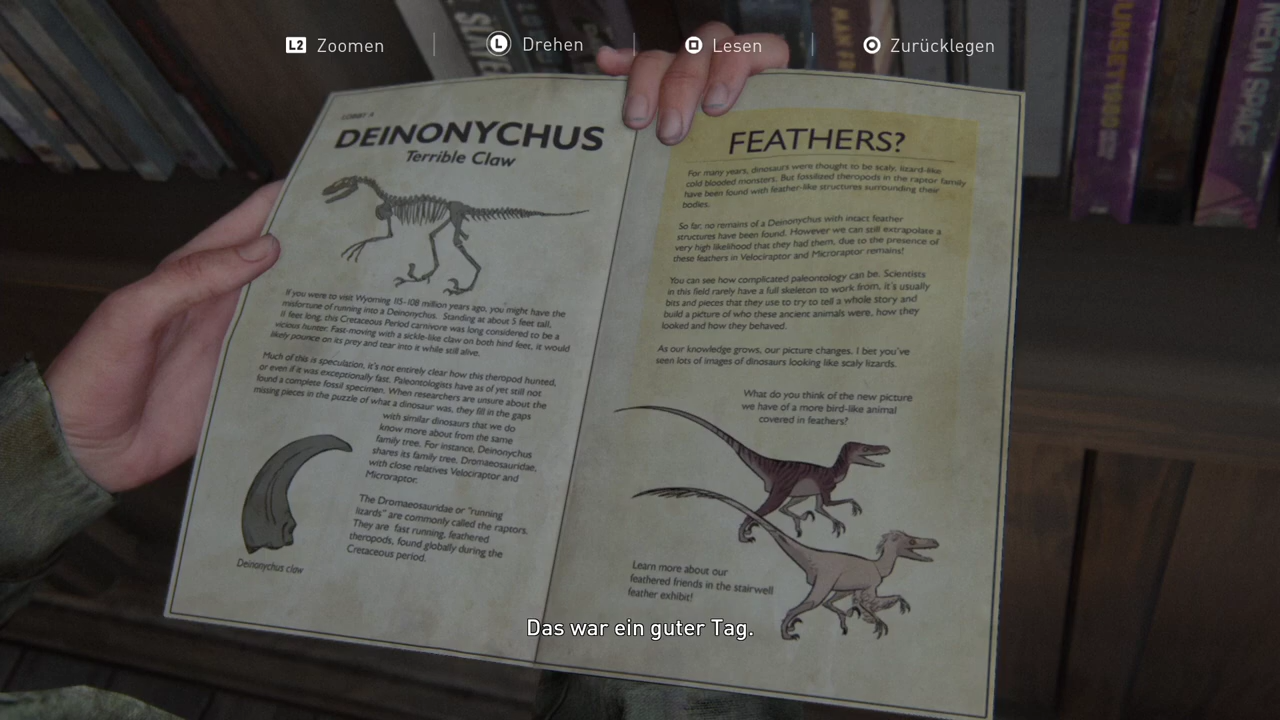 L2 Zoomen
L Drehen
Lesen
Zurücklegen
SUNSET 1980
NEON SPACE
LOBBY 4
DEINONYCHUS
Terrible Claw
If you were to visit Wyoming 115-108 million years ago, you might have the
misfortune of running into a Deinonychus. Standing at about 5 feet tall,
11 feet long, this Cretaceous Period carnivore was long considered to be a
vicious hunter. Fast-moving with a sickle-like claw on both hind feet, it would
likely pounce on its prey and tear into it while still alive.
Much of this is speculation, it's not entirely clear how this theropod hunted,
or even if it was exceptionally fast. Paleontologists have as of yet still not
found a complete fossil specimen. When researchers are unsure about the
missing pieces in the puzzle of what a dinosaur was, they fill in the gaps
with similar dinosaurs that we do
know more about from the same
family tree. For instance, Deinonychus
shares its family tree, Dromaeosauridae,
with close relatives Velociraptor and
Microraptor.
The Dromaeosauridae or "running
lizards" are commonly called the raptors.
They are fast running, feathered
theropods, found globally during the
Cretaceous period.
Deinonychus claw
FEATHERS?
For many years, dinosaurs were thought to be scaly, lizard-like
cold blooded monsters. But fossilized theropods in the raptor family
have been found with feather-like structures surrounding their
bodies.
So far, no remains of a Deinonychus with intact feather
structures have been found. However we can still extrapolate a
very high likelihood that they had them, due to the presence of
these feathers in Velociraptor and Microraptor remains!
You can see how complicated paleontology can be. Scientists
in this field rarely have a full skeleton to work from, it's usually
bits and pieces that they use to try to tell a whole story and
build a picture of who these ancient animals were, how they
looked and how they behaved.
As our knowledge grows, our picture changes. I bet you've
seen lots of images of dinosaurs looking like scaly lizards.
What do you think of the new picture
we have of a more bird-like animal
covered in feathers?
Learn more about our
feathered friends in the stairwell
feather exhibit!
Das war ein guter Tag.